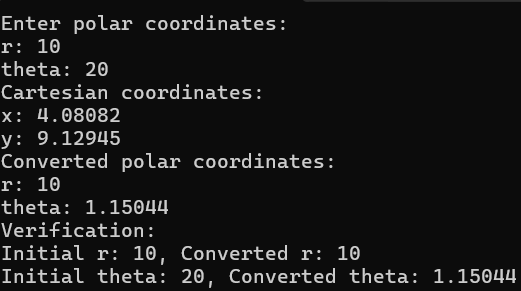 Enter polar coordinates:
r: 10
theta: 20
Cartesian coordinates:
x: 4.08082
y: 9.12945
Converted polar coordinates:
r: 10
theta: 1.15044
Verification:
Initial r: 10, Converted r: 10
Initial theta: 20, Converted theta: 1.15044